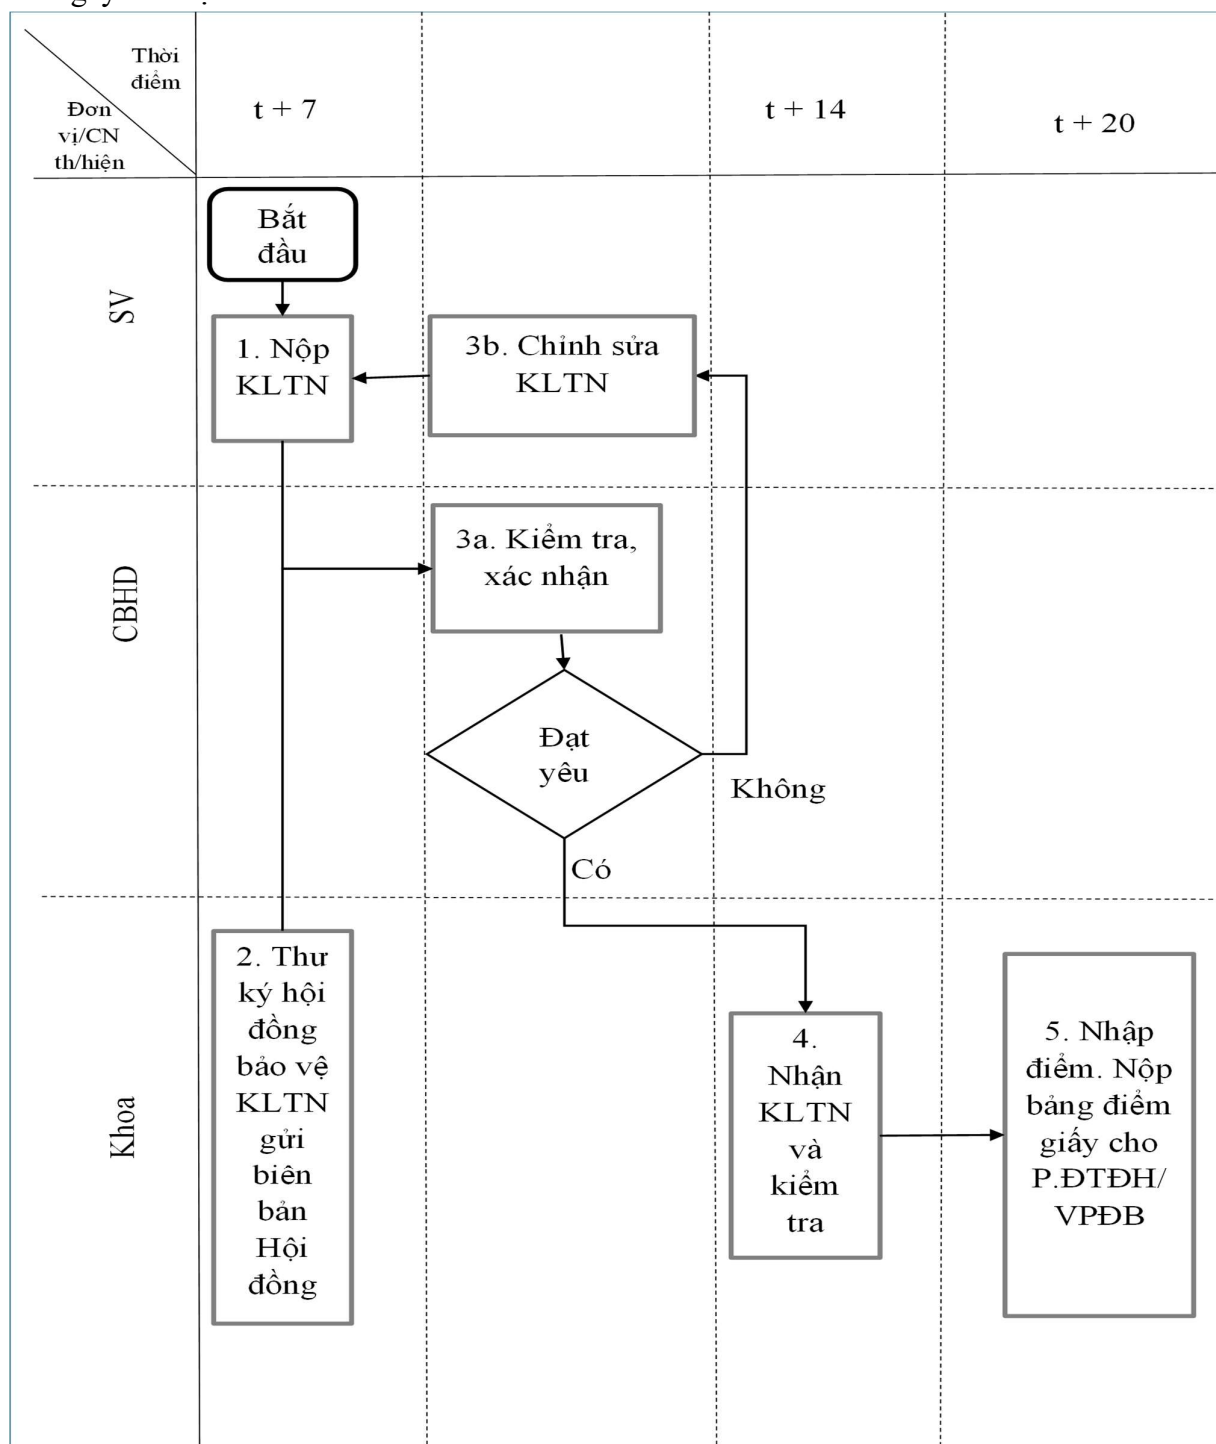 Thời
điểm
Đơn
vị/CN
th/hiện
t + 7
t + 14
t + 20
SV
Bắt
đầu
1. Nộp
KLTN
3b. Chỉnh sửa
KLTN
CBHD
3a. Kiểm tra,
xác nhận
Đạt
yêu
Không
Có
Khoa
2. Thư
ký hội
đồng
bảo vệ
KLTN
gửi
biên
bản
Hội
đồng
4.
Nhận
KLTN
và
kiểm
tra
5. Nhập
điểm. Nộp
bảng điểm
giấy cho
P.ĐTĐH/
VPĐB